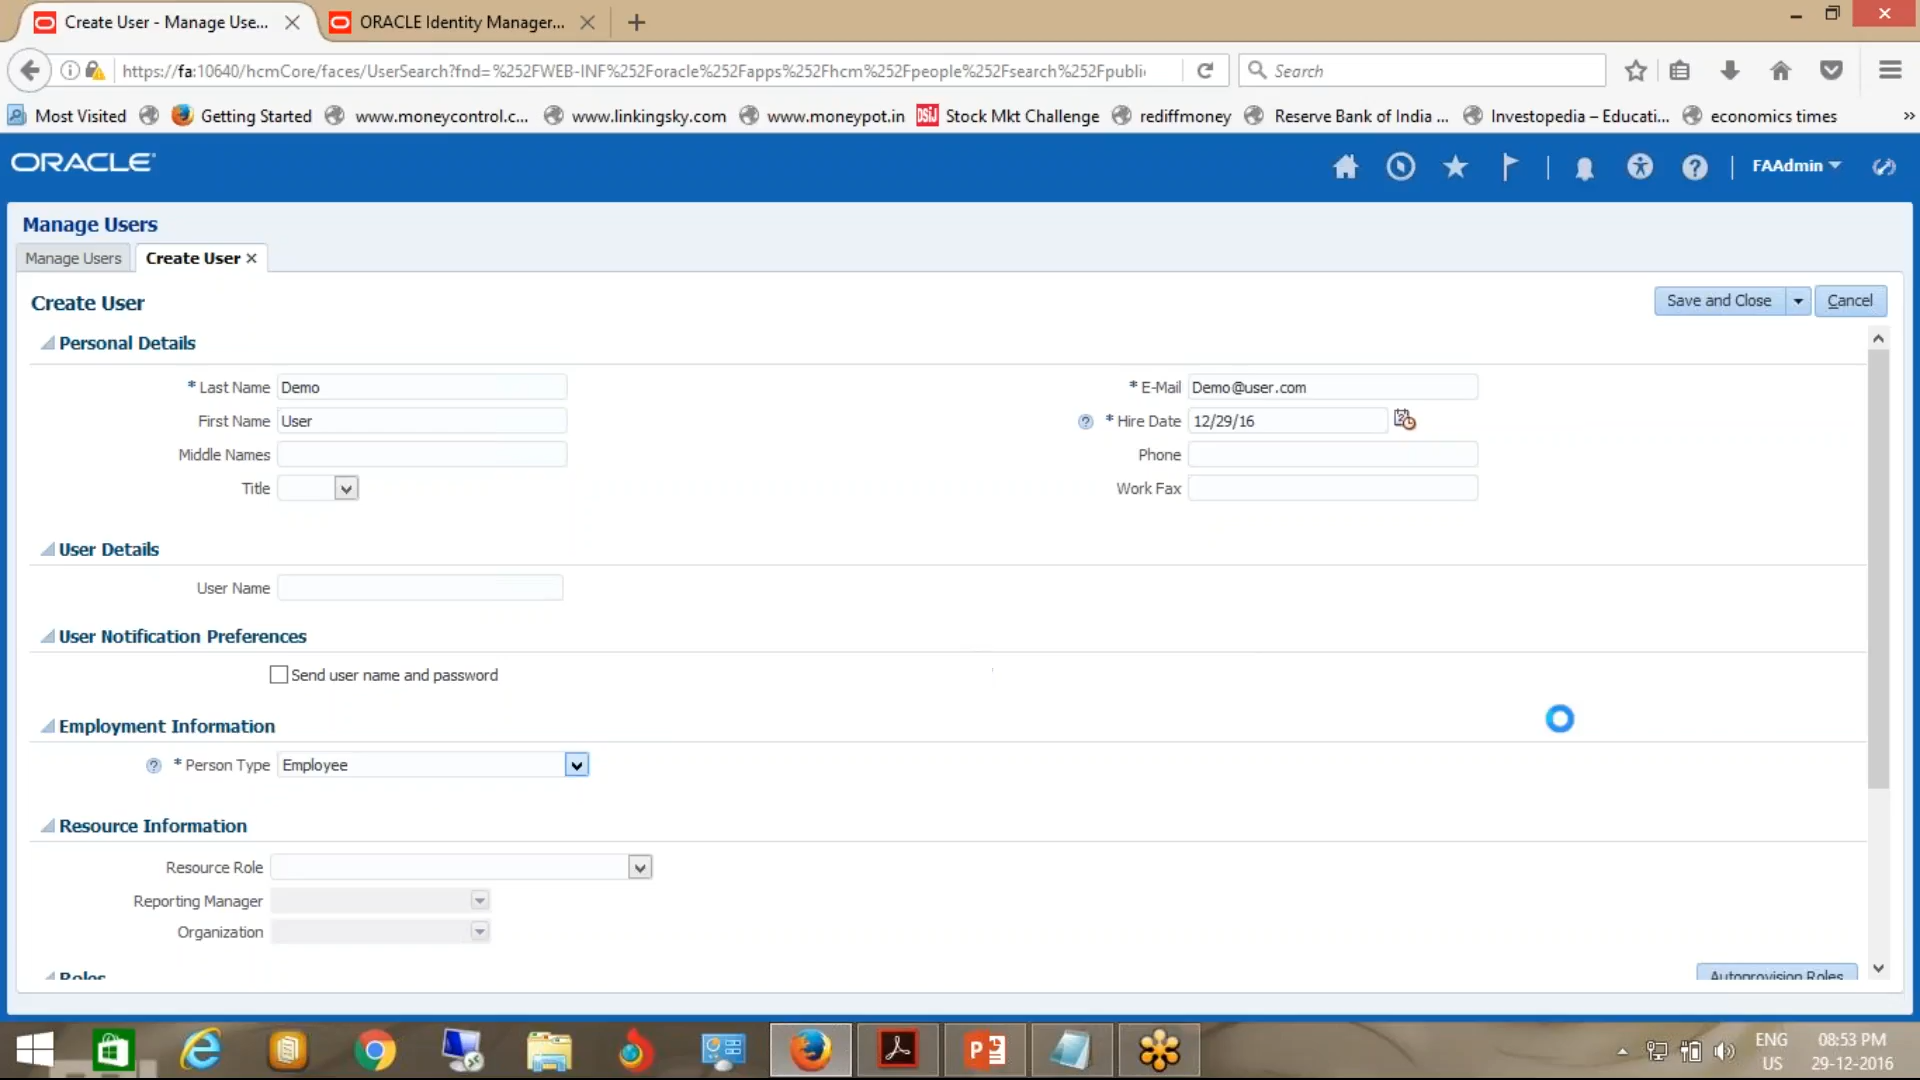 Create User - Manage Use...
ORACLE Identity Manager...
https://fa:10640/hcmCore/faces/UserSearch?fnd=%252FWEB-INF%252Foracle%252Fapps%252Fhcm%252Fpeople%252Fsearch%252Fpubli
Search
Most Visited Getting Started www.moneycontrol.c... www.linkingsky.com www.moneypot.in DSIJ Stock Mkt Challenge rediffmoney Reserve Bank of India ... Investopedia – Educati... economics times
ORACLE
FAAdmin
Manage Users
Manage Users Create User
Create User Save and Close Cancel
Personal Details
* Last Name Demo * E-Mail Demo@user.com
First Name User * Hire Date 12/29/16
Middle Names Phone
Title Work Fax
User Details
User Name
User Notification Preferences
Send user name and password
Employment Information
* Person Type Employee
Resource Information
Resource Role
Reporting Manager
Organization
Roles Autoprovision Roles
ENG 08:53 PM
US 29-12-2016